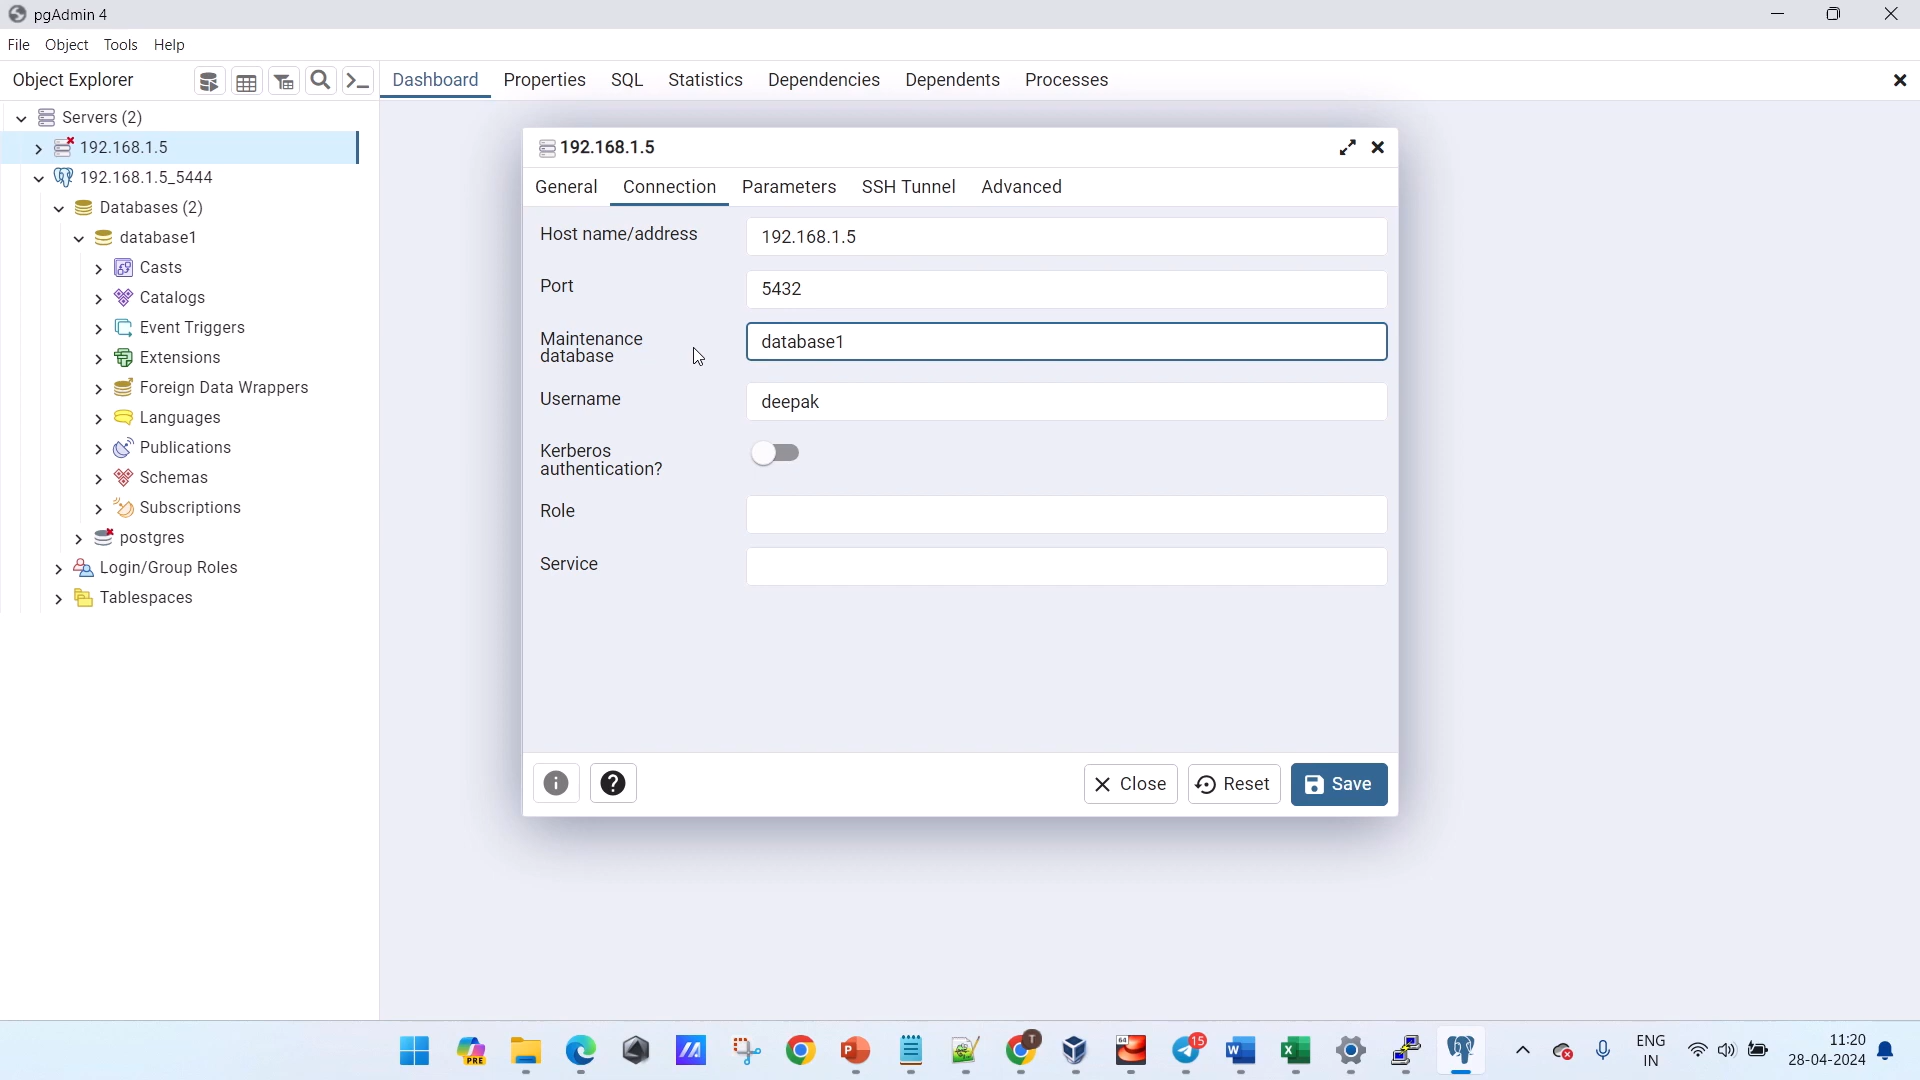 pgAdmin 4
File Object Tools Help
Object Explorer Dashboard Properties SQL Statistics Dependencies Dependents Processes
Servers (2)
192.168.1.5
192.168.1.5_5444
Databases (2)
database1
Casts
Catalogs
Event Triggers
Extensions
Foreign Data Wrappers
Languages
Publications
Schemas
Subscriptions
postgres
Login/Group Roles
Tablespaces
192.168.1.5
General Connection Parameters SSH Tunnel Advanced
Host name/address 192.168.1.5
Port 5432
Maintenance
database
database1
Username deepak
Kerberos
authentication?
Role
Service
Close Reset Save
PRE
T
64
15
ENG
IN
11:20
28-04-2024